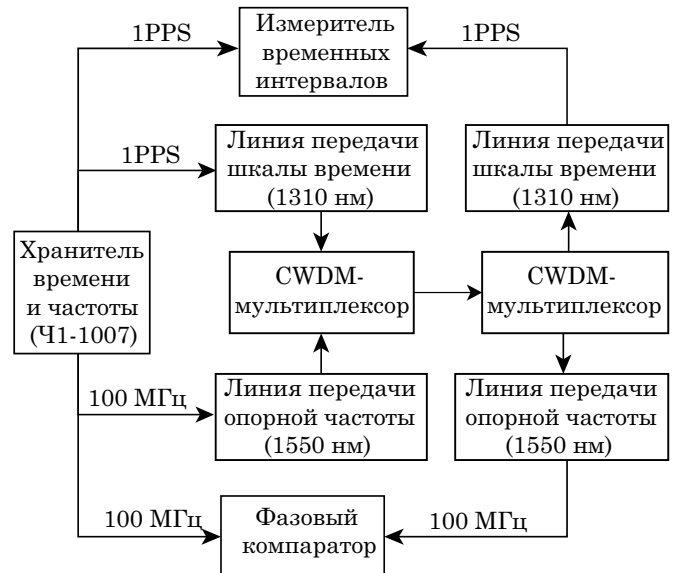 1PPS
Измеритель
временных
интервалов
1PPS
1PPS
Линия передачи
шкалы времени
(1310 нм)
Линия передачи
шкалы времени
(1310 нм)
Хранитель
времени
и частоты
(Ч1-1007)
CWDM-
мультиплексор
CWDM-
мультиплексор
100 МГц
Линия передачи
опорной частоты
(1550 нм)
Линия передачи
опорной частоты
(1550 нм)
100 МГц
Фазовый
компаратор
100 МГц